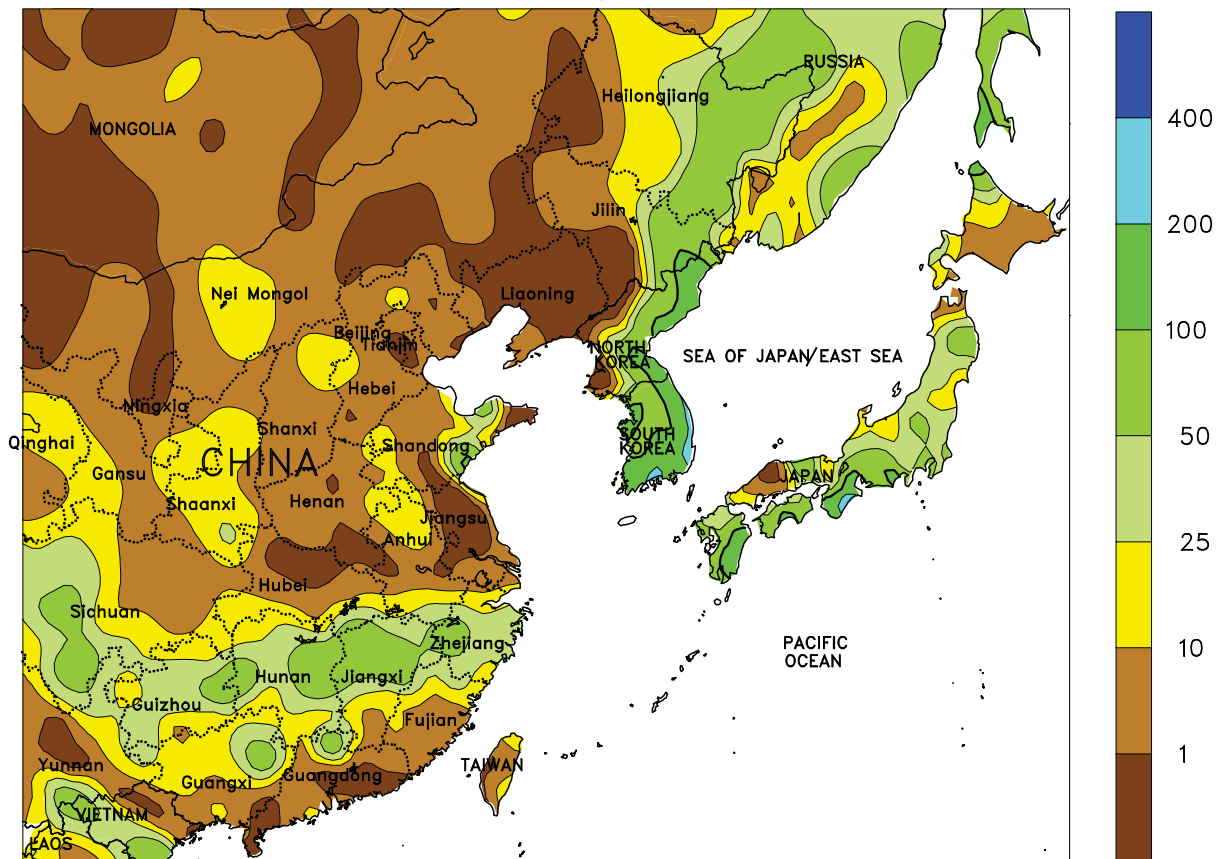 RUSSIA
Heilongjiang
400
MONGOLIA
Jilin
200
Nei Mongol
Liaoning
100
Beijing
Tianjin
NORTH
KOREA
SEA OF JAPAN/EAST SEA
Hebei
Ningxia
Shanxi
50
Qinghai
Shandong
SOUTH
KOREA
CHINA
Gansu
JAPAN
Shaanxi
Henan
Jiangsu
Anhui
25
Hubei
Sichuan
Zhejiang
PACIFIC
OCEAN
10
Hunan
Jiangxi
Guizhou
Fujian
1
Yunnan
TAIWAN
Guangxi
Guangdong
VIETNAM
LAOS